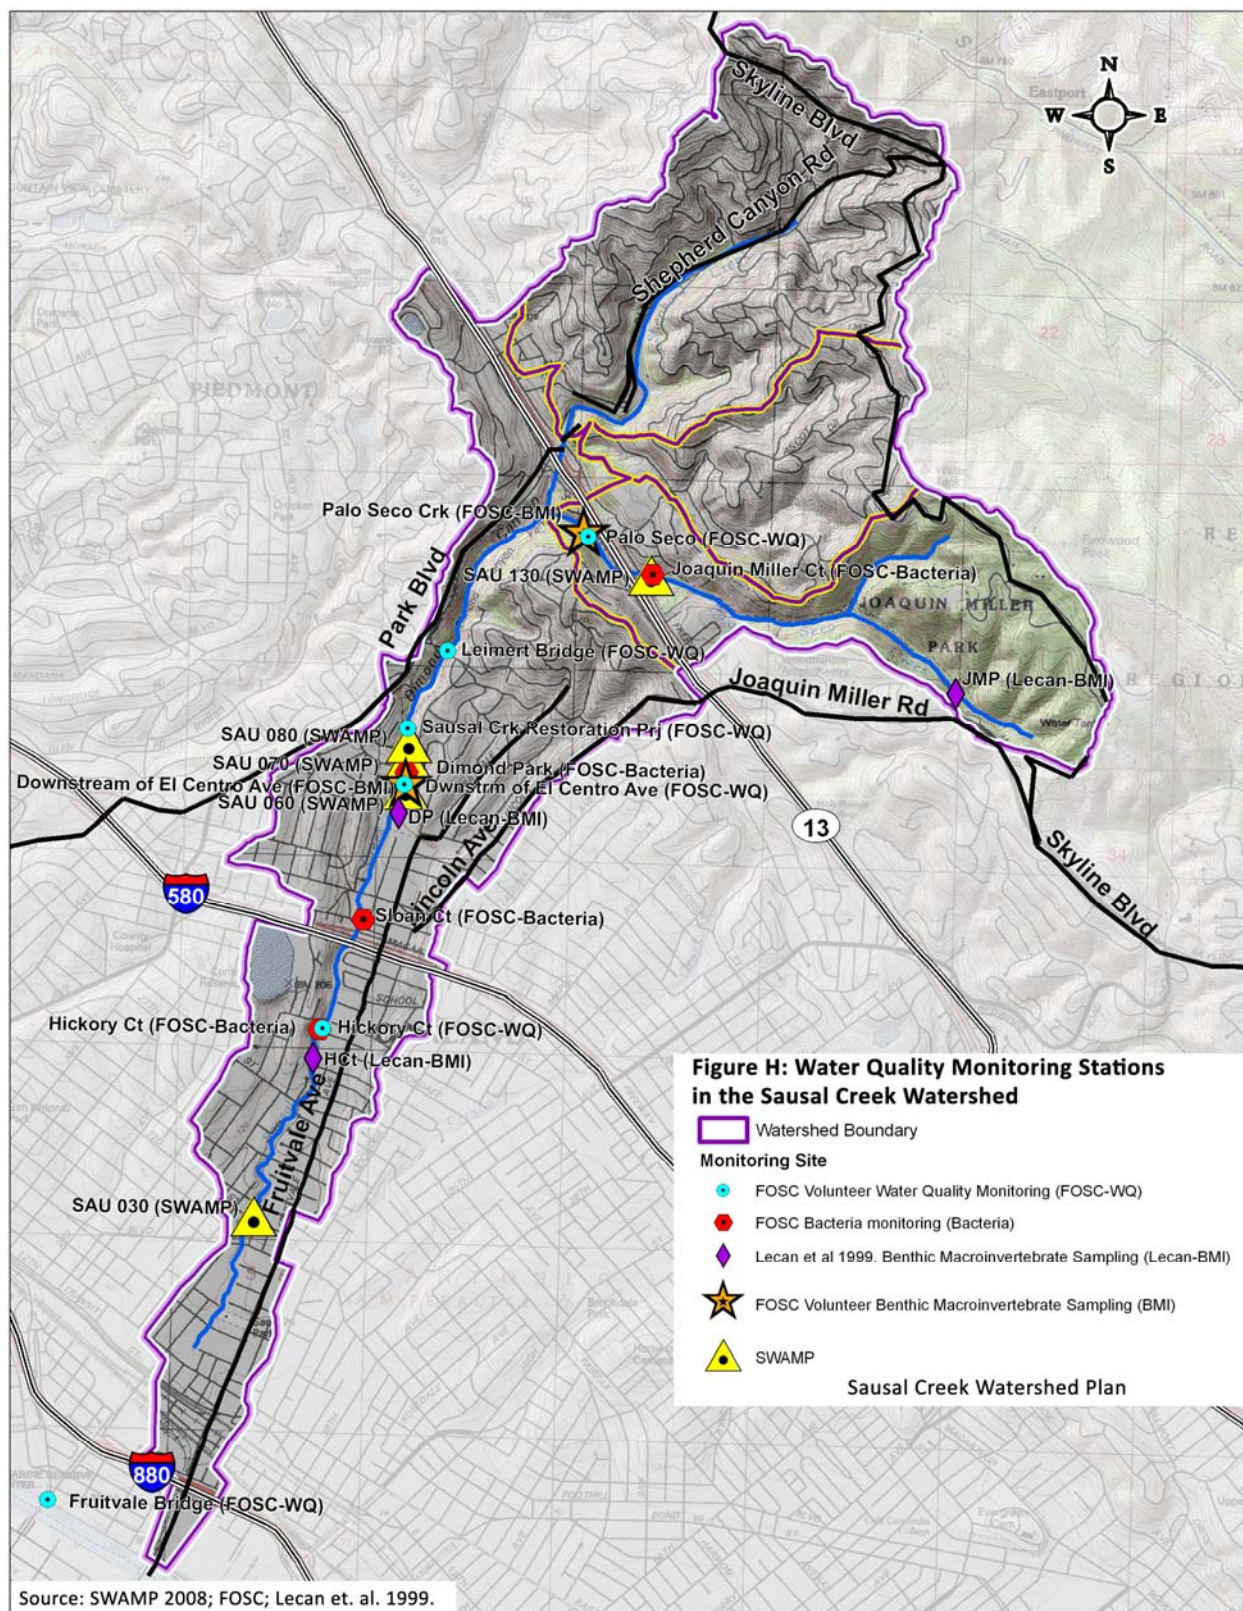 Skyline Blvd
Eastport
N
W E
S
Shepherd Canyon Rd
PIEDMONT
22
23
Palo Seco Crk (FOSC-BMI)
Palo Seco (FOSC-WQ)
SAU 130 (SWAMP)
Joaquin Miller Ct (FOSC-Bacteria)
JOAQUIN MILLER
PARK
Park Blvd
Leimert Bridge (FOSC-WQ)
JMP (Lecan-BMI)
Joaquin Miller Rd
Sausal Crk Restoration Prj (FOSC-WQ)
SAU 080 (SWAMP)
SAU 070 (SWAMP)
Dimond Park (FOSC-Bacteria)
Downstream of El Centro Ave (FOSC-BMI)
Dwnstrm of El Centro Ave (FOSC-WQ)
SAU 060 (SWAMP)
DP (Lecan-BMI)
13
Lincoln Ave
Skyline Blvd
580
Sloan Ct (FOSC-Bacteria)
Hickory Ct (FOSC-Bacteria)
Hickory Ct (FOSC-WQ)
HCt (Lecan-BMI)
Fruitvale Ave
SAU 030 (SWAMP)
880
Fruitvale Bridge (FOSC-WQ)
Figure H: Water Quality Monitoring Stations
in the Sausal Creek Watershed
Watershed Boundary
Monitoring Site
FOSC Volunteer Water Quality Monitoring (FOSC-WQ)
FOSC Bacteria monitoring (Bacteria)
Lecan et al 1999. Benthic Macroinvertebrate Sampling (Lecan-BMI)
FOSC Volunteer Benthic Macroinvertebrate Sampling (BMI)
SWAMP
Sausal Creek Watershed Plan
Source: SWAMP 2008; FOSC; Lecan et. al. 1999.